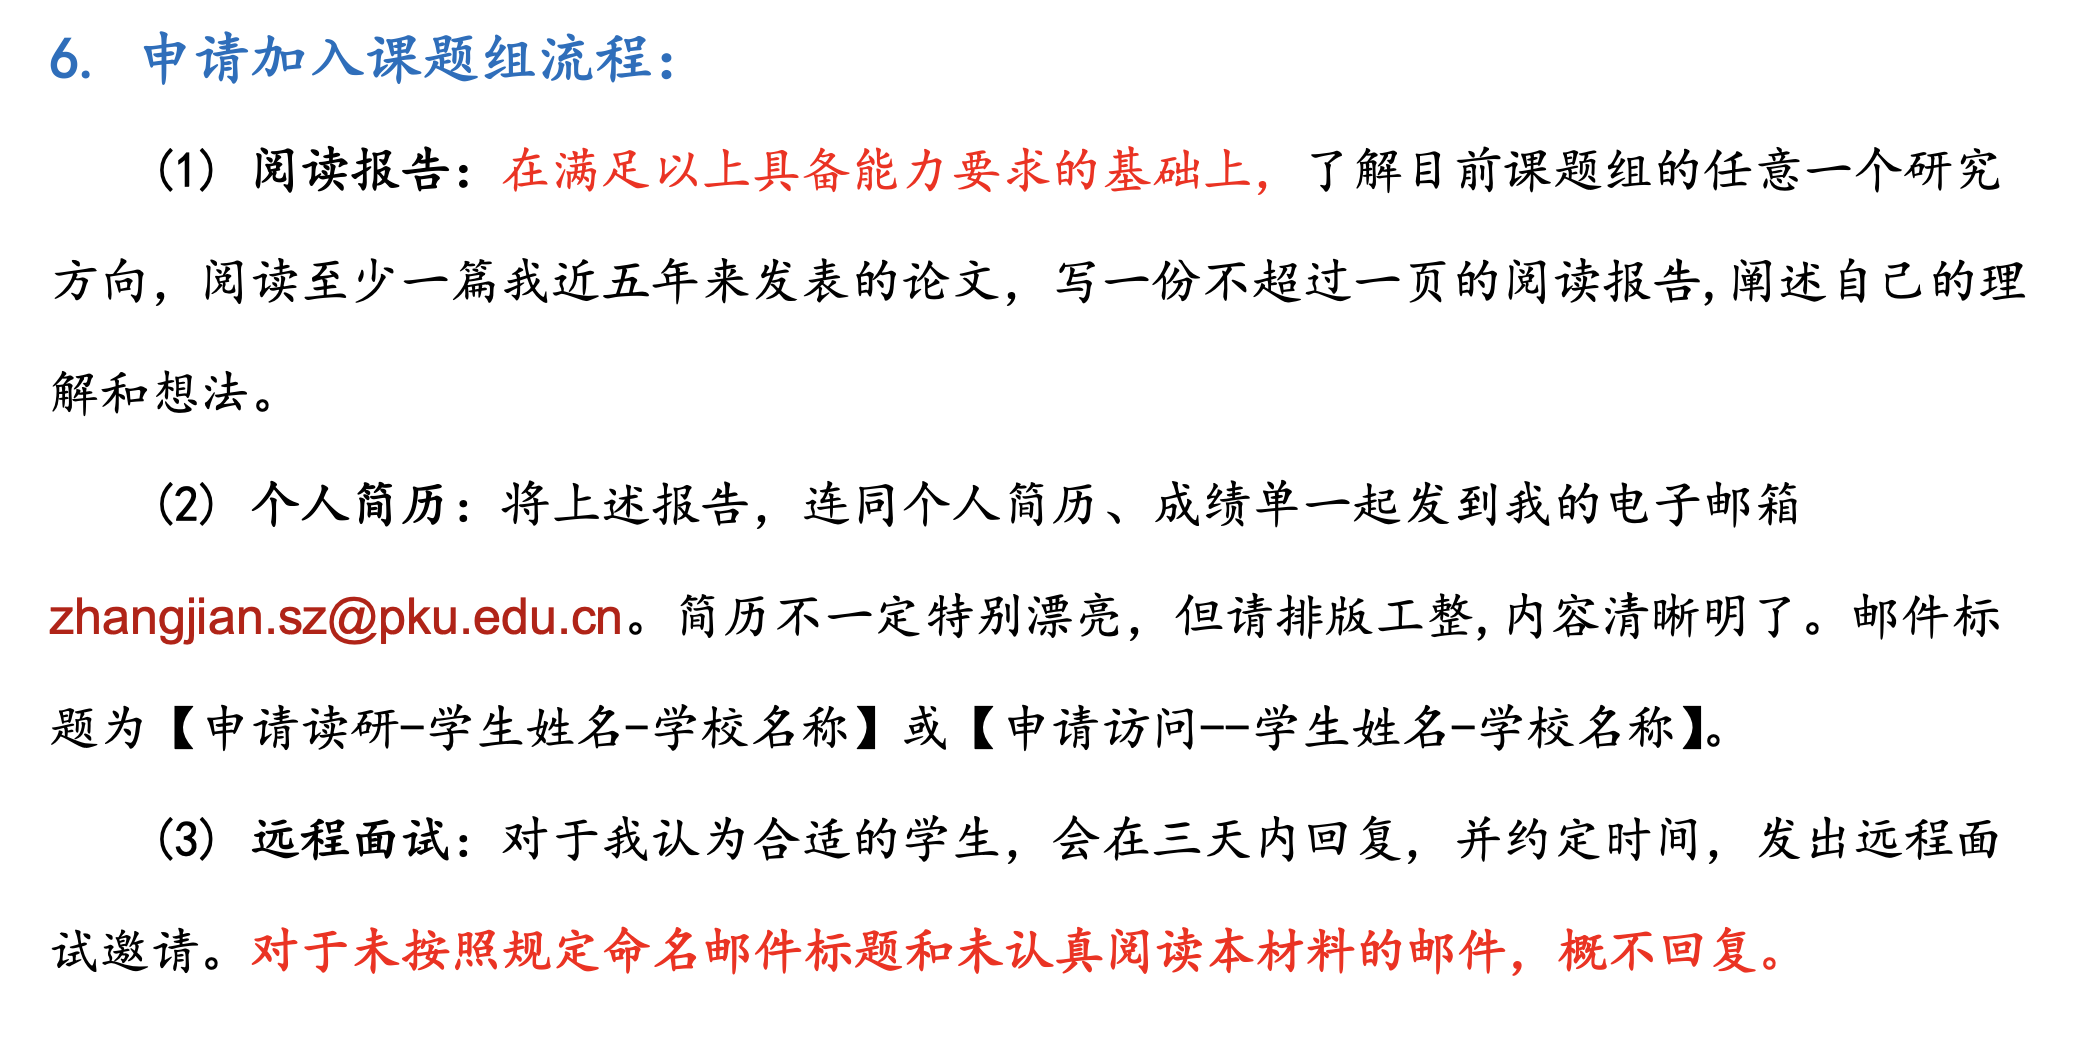 6. 申请加入课题组流程：
(1) 阅读报告：在满足以上具备能力要求的基础上，了解目前课题组的任意一个研究
方向，阅读至少一篇我近五年来发表的论文，写一份不超过一页的阅读报告,阐述自己的理
解和想法。
(2) 个人简历：将上述报告，连同个人简历、成绩单一起发到我的电子邮箱
zhangjian.sz@pku.edu.cn。简历不一定特别漂亮，但请排版工整,内容清晰明了。邮件标
题为【申请读研-学生姓名-学校名称】或【申请访问--学生姓名-学校名称】。
(3) 远程面试：对于我认为合适的学生，会在三天内回复，并约定时间，发出远程面
试邀请。对于未按照规定命名邮件标题和未认真阅读本材料的邮件，概不回复。